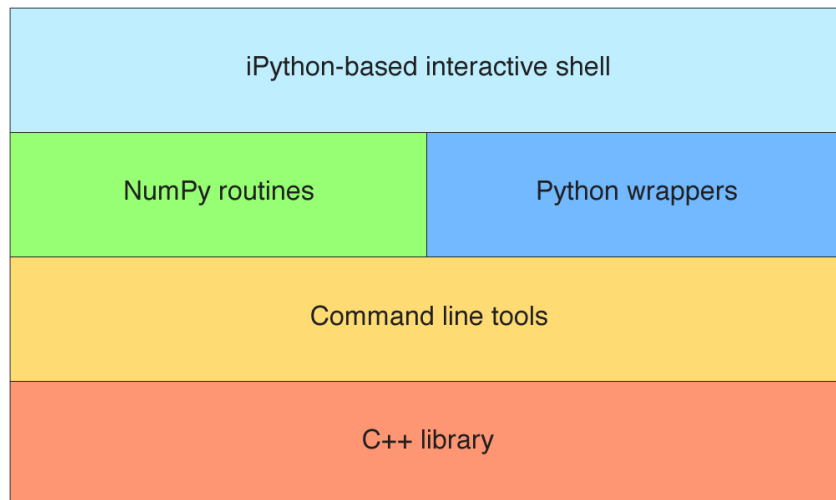 iPython-based interactive shell
NumPy routines
Python wrappers
Command line tools
C++ library